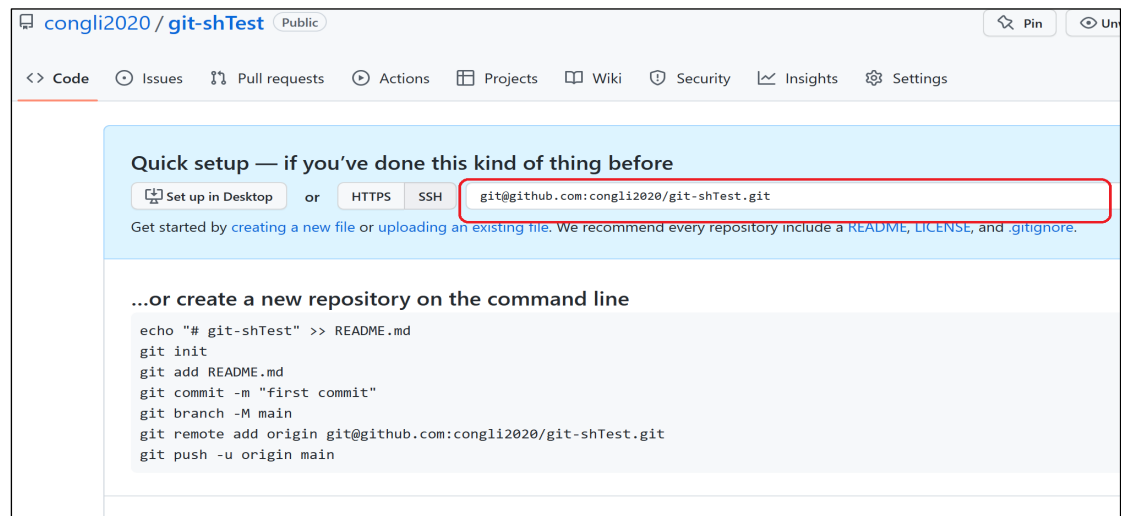 congli2020 / git-shTest Public
Pin
<> Code Issues Pull requests Actions Projects Wiki Security Insights Settings
Quick setup — if you've done this kind of thing before
Set up in Desktop or HTTPS SSH git@github.com:congli2020/git-shTest.git
Get started by creating a new file or uploading an existing file. We recommend every repository include a README, LICENSE, and .gitignore.
...or create a new repository on the command line
echo "# git-shTest" >> README.md
git init
git add README.md
git commit -m "first commit"
git branch -M main
git remote add origin git@github.com:congli2020/git-shTest.git
git push -u origin main